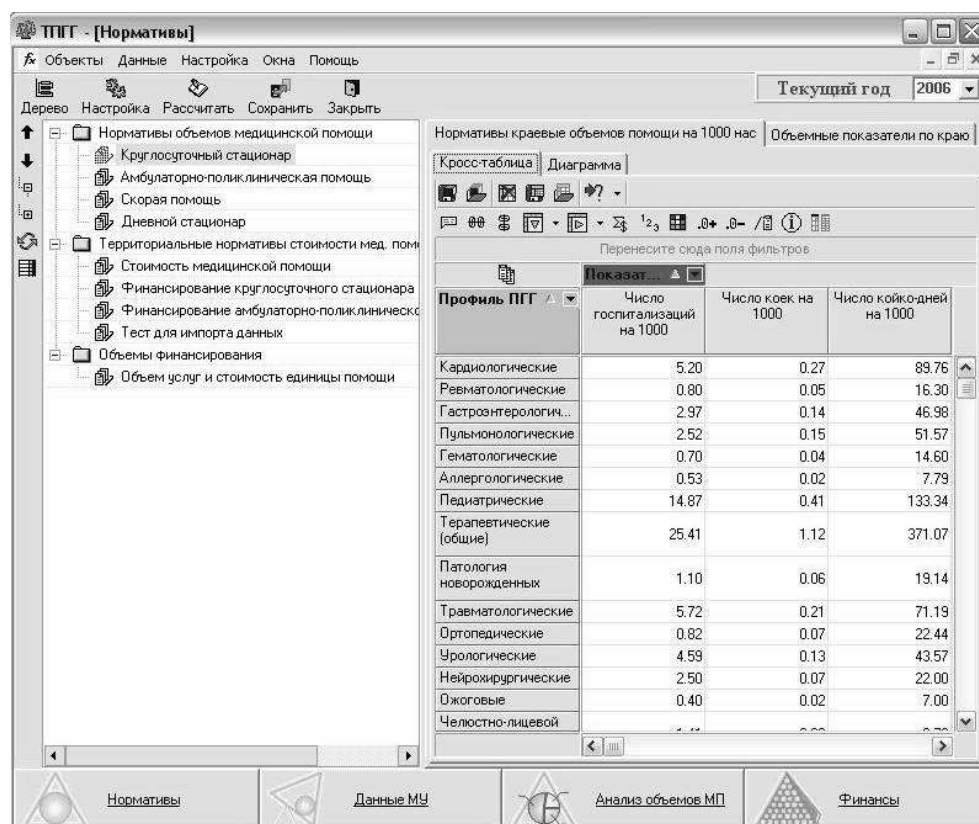 ТПГГ - [Нормативы]
Объекты Данные Настройка Окна Помощь
Дерево Настройка Рассчитать Сохранить Закрыть
Текущий год 2006
Нормативы объемов медицинской помощи
Круглосуточный стационар
Амбулаторно-поликлиническая помощь
Скорая помощь
Дневной стационар
Территориальные нормативы стоимости мед. пом
Стоимость медицинской помощи
Финансирование круглосуточного стационара
Финансирование амбулаторно-поликлиническо
Тест для импорта данных
Объемы финансирования
Объем услуг и стоимость единицы помощи
Нормативы краевые объемов помощи на 1000 нас Объемные показатели по краю
Кросс-таблица Диаграмма
Перенесите сюда поля фильтров
Показат...
Профиль ПГГ Число госпитализаций на 1000 Число коек на 1000 Число койко-дней на 1000
Кардиологические 5.20 0.27 89.76
Ревматологические 0.80 0.05 16.30
Гастроэнтерологич... 2.97 0.14 46.98
Пульмонологические 2.52 0.15 51.57
Гематологические 0.70 0.04 14.60
Аллергологические 0.53 0.02 7.79
Педиатрические 14.87 0.41 133.34
Терапевтические (общие) 25.41 1.12 371.07
Патология новорожденных 1.10 0.06 19.14
Травматологические 5.72 0.21 71.19
Ортопедические 0.82 0.07 22.44
Урологические 4.59 0.13 43.57
Нейрохирургические 2.50 0.07 22.00
Ожоговые 0.40 0.02 7.00
Челюстно-лицевой
Нормативы Данные МУ Анализ объемов МП Финансы